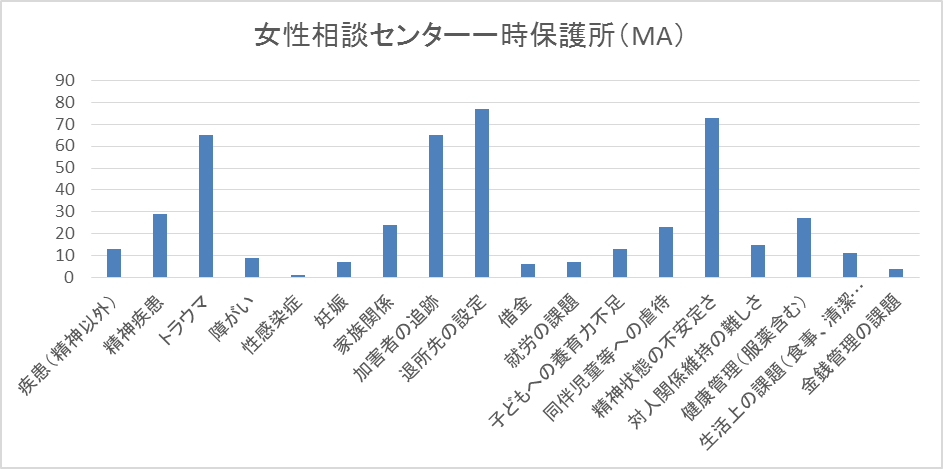 女性相談センター一時保護所（MA）
90
80
70
60
50
40
30
20
10
0
疾患（精神以外）
精神疾患
トラウマ
障がい
性感染症
妊娠
家族関係
加害者の追跡
退所先の設定
借金
就労の課題
子どもへの養育力不足
同伴児童等への虐待
精神状態の不安定さ
対人関係維持の難しさ
健康管理（服薬含む）
生活上の課題（食事、清潔…
金銭管理の課題